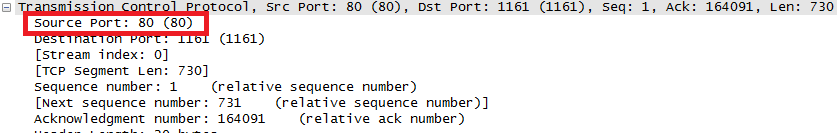 Transmission Control Protocol, Src Port: 80 (80), Dst Port: 1161 (1161), Seq: 1, Ack: 164091, Len: 730
Source Port: 80 (80)
Destination Port: 1161 (1161)
[Stream index: 0]
[TCP Segment Len: 730]
Sequence number: 1    (relative sequence number)
[Next sequence number: 731    (relative sequence number)]
Acknowledgment number: 164091    (relative ack number)
Header Length: 20 bytes